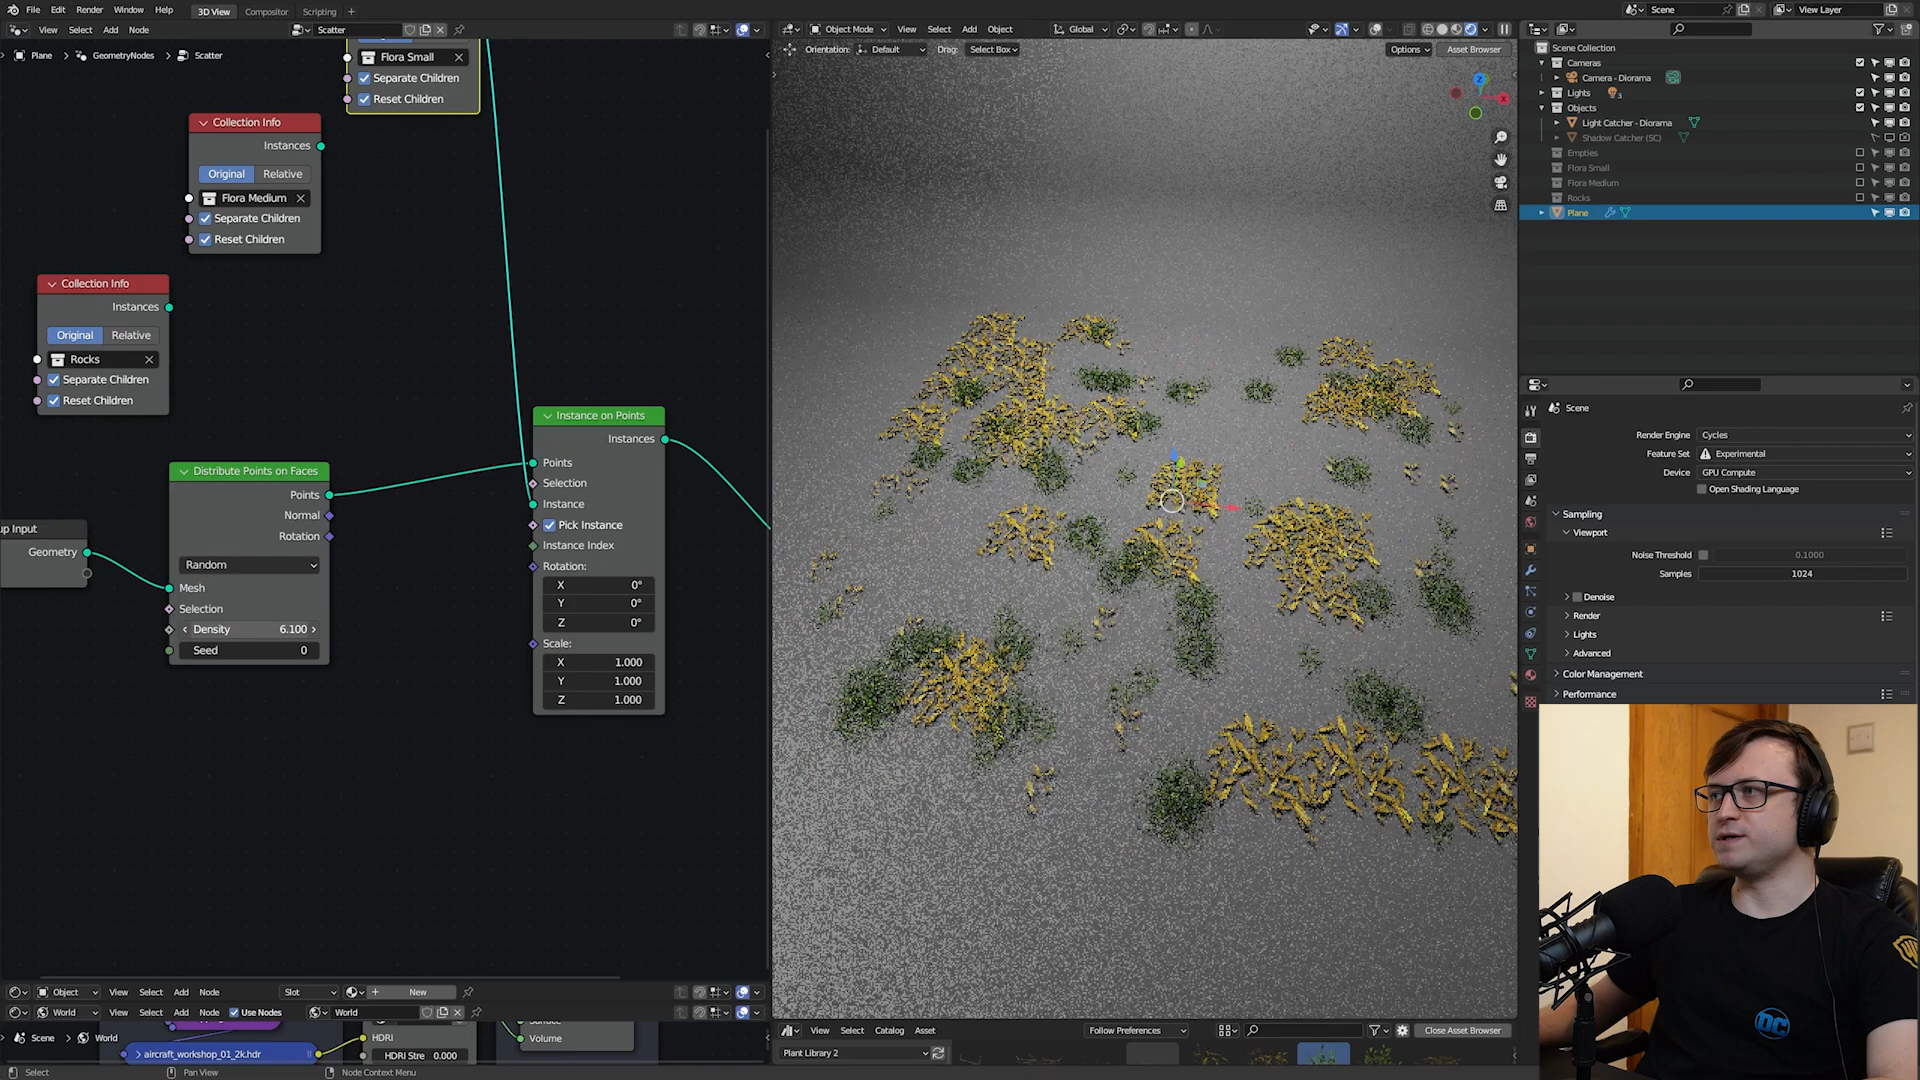 File Edit Render Window Help
3D View Compositor Scripting +
Scene
View Layer
View Select Add Node
Scatter
Object Mode View Select Add Object
Global
Plane GeometryNodes Scatter
Orientation: Default Drag: Select Box
Options Asset Browser
Flora Small
Separate Children
Reset Children
Collection Info
Instances
Original Relative
Flora Medium
Separate Children
Reset Children
Collection Info
Instances
Original Relative
Rocks
Separate Children
Reset Children
Distribute Points on Faces
Points
Normal
Rotation
Random
Mesh
Selection
Density 6.100
Seed 0
up Input
Geometry
Instance on Points
Instances
Points
Selection
Instance
Pick Instance
Instance Index
Rotation:
X 0°
Y 0°
Z 0°
Scale:
X 1.000
Y 1.000
Z 1.000
Z
X
Scene Collection
Cameras
Camera - Diorama
Lights 3
Objects
Light Catcher - Diorama
Shadow Catcher (SC)
Empties
Flora Small
Flora Medium
Rocks
Plane
Scene
Render Engine Cycles
Feature Set Experimental
Device GPU Compute
Open Shading Language
Sampling
Viewport
Noise Threshold 0.1000
Samples 1024
Denoise
Render
Lights
Advanced
Color Management
Performance
DC
Object View Select Add Node Slot + New
World View Select Add Node Use Nodes World
Scene World
aircraft_workshop_01_2k.hdr
HDRI
HDRI Stre 0.000
Volume
View Select Catalog Asset Follow Preferences Close Asset Browser
Plant Library 2
Select Pan View Node Context Menu